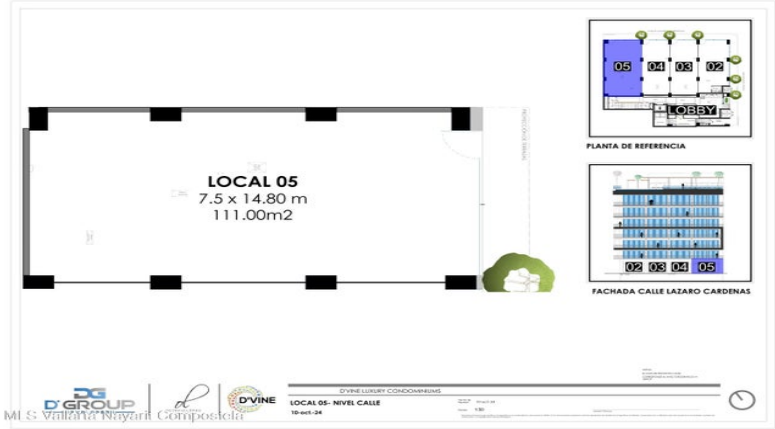 05
04
03
02
LOBBY
PLANTA DE REFERENCIA
LOCAL 05
7.5 x 14.80 m
111.00m2
02 03 04 05
FACHADA CALLE LAZARO CARDENAS
DG
D'GROUP
D'VINE
D'VINE LUXURY CONDOMINIUMS
LOCAL 05- NIVEL CALLE
10-oct.-24
MLS Vallarta Nayarit Compostela